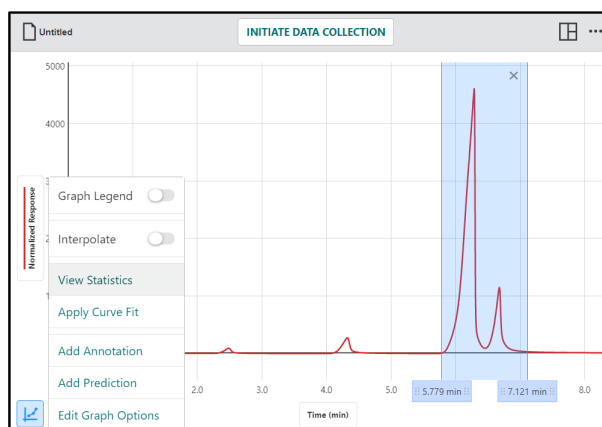 Untitled
INITIATE DATA COLLECTION
5000
4000
Normalized Response
Graph Legend
Interpolate
View Statistics
Apply Curve Fit
Add Annotation
Add Prediction
Edit Graph Options
2.0 3.0 4.0 5.0 8.0
5.779 min 7.121 min
Time (min)